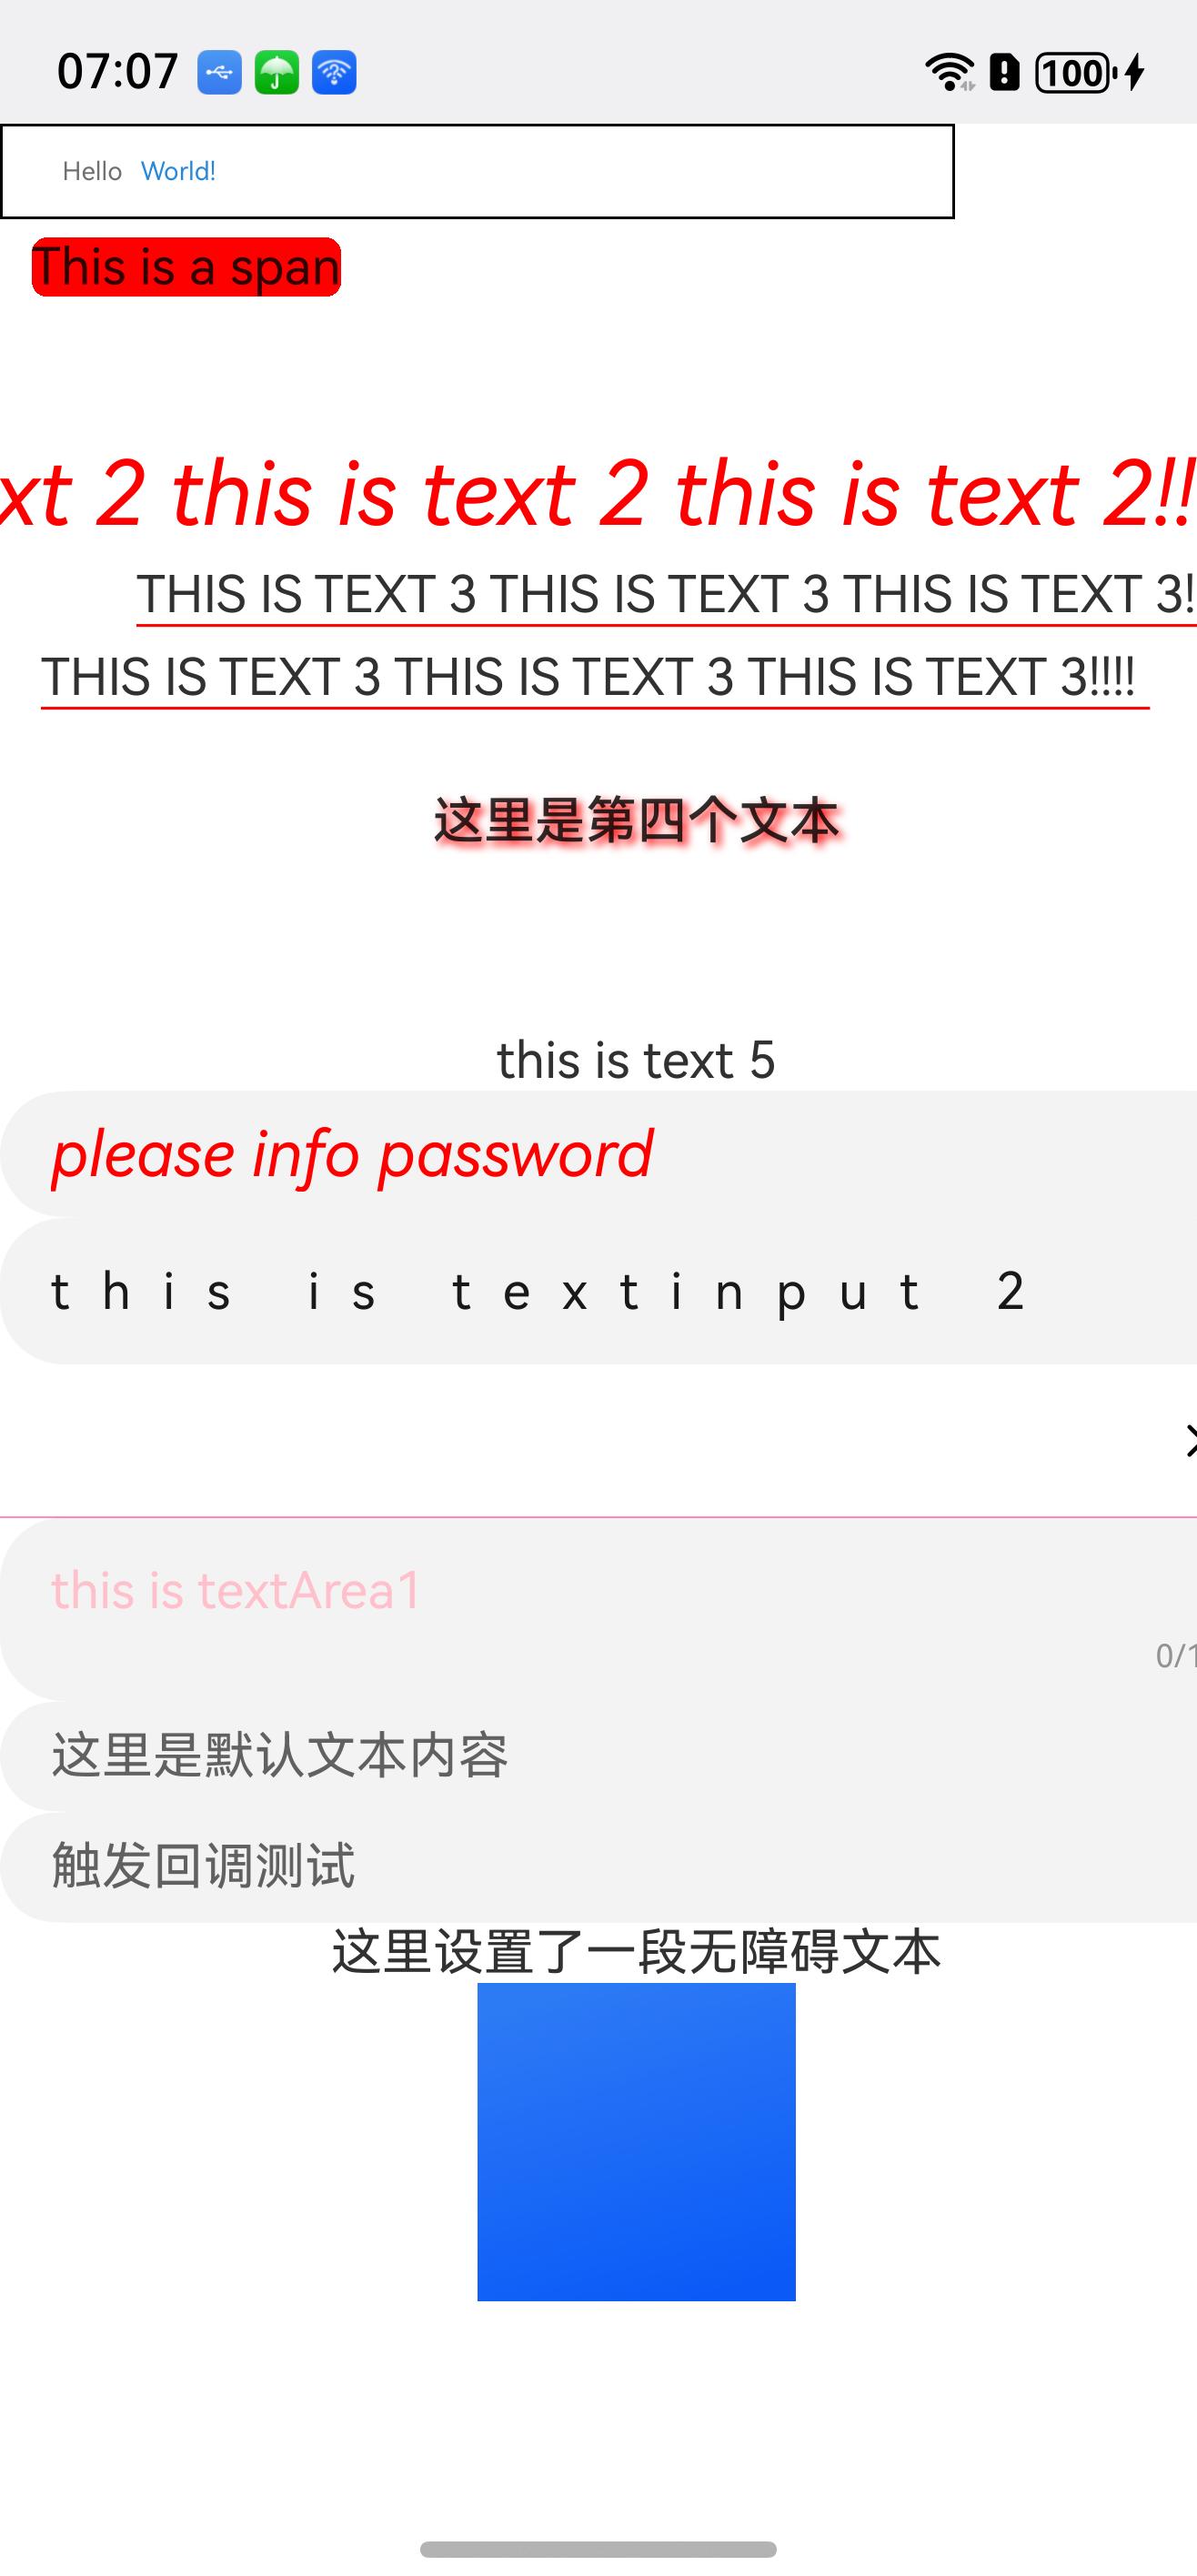 07:07 100
Hello World!
This is a span
xt 2 this is text 2 this is text 2!!
THIS IS TEXT 3 THIS IS TEXT 3 THIS IS TEXT 3!
THIS IS TEXT 3 THIS IS TEXT 3 THIS IS TEXT 3!!!!
这里是第四个文本
this is text 5
please info password
this is textinput 2
this is textArea1
0/1
这里是默认文本内容
触发回调测试
这里设置了一段无障碍文本